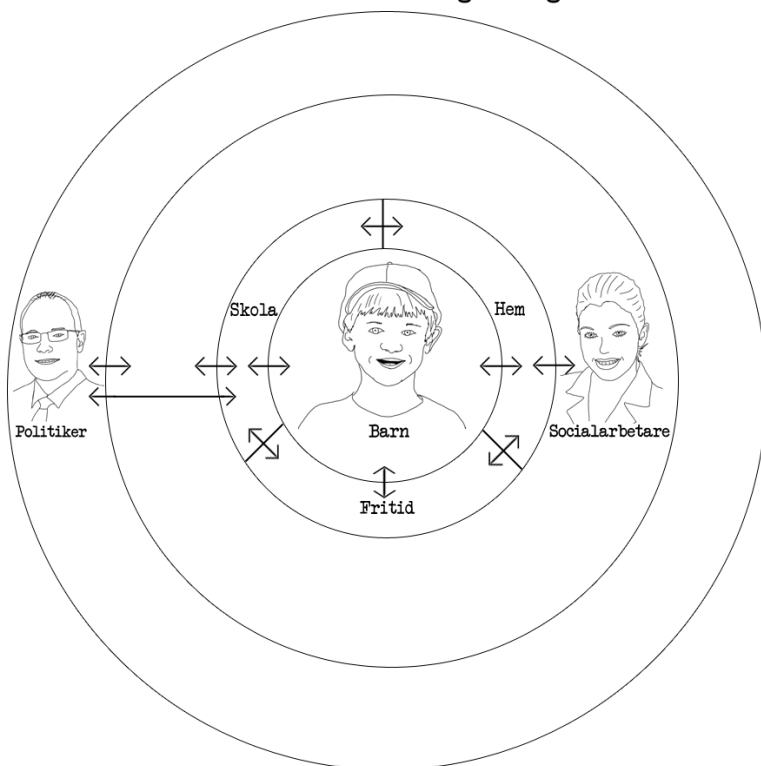 Skola
Hem
Politiker
Barn
Socialarbetare
Fritid